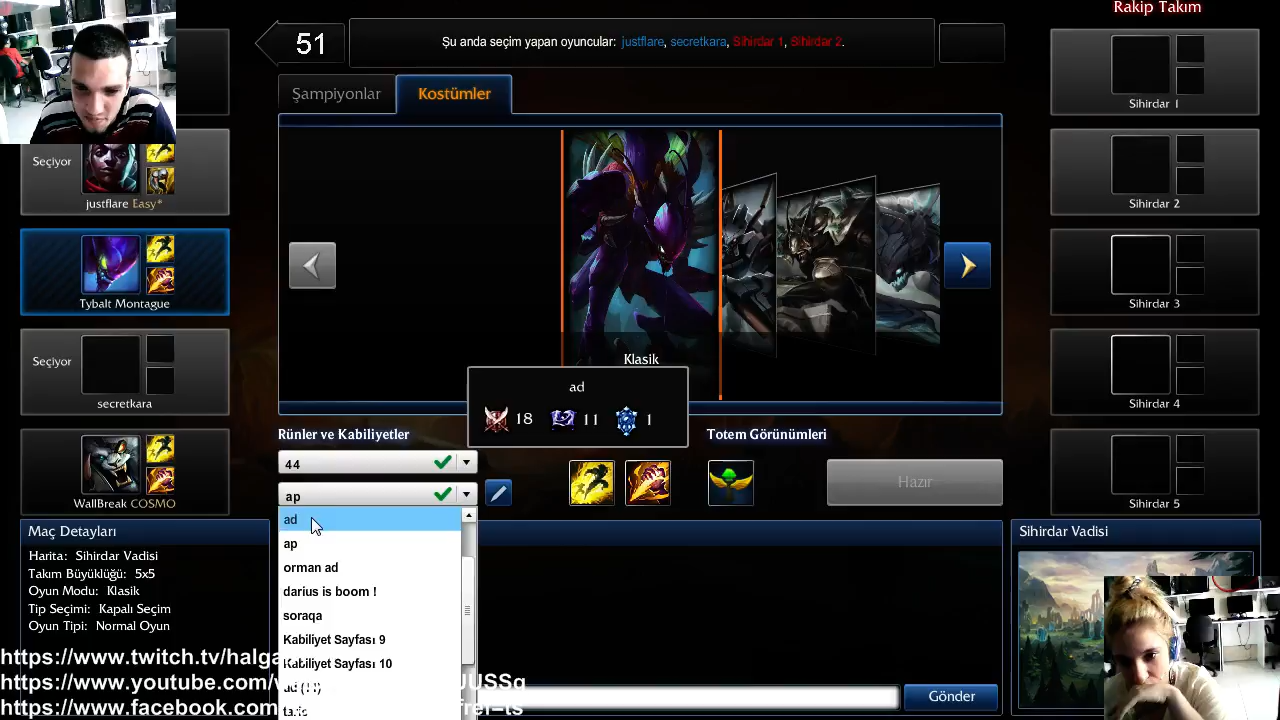 Rakip Takım
51
Şu anda seçim yapan oyuncular: justflare, secretkara, Sihirdar 1, Sihirdar 2.
Şampiyonlar
Kostümler
Seçiyor
justflare Easy*
Tybalt Montague
Seçiyor
secretkara
WallBreak COSMO
Sihirdar 1
Sihirdar 2
Sihirdar 3
Sihirdar 4
Sihirdar 5
Klasik
ad
18 11 1
Rünler ve Kabiliyetler
Totem Görünümleri
44
ap
Hazır
ad
ap
orman ad
darius is boom !
soraqa
Kabiliyet Sayfası 9
Kabiliyet Sayfası 10
Maç Detayları
Harita: Sihirdar Vadisi
Takım Büyüklüğü: 5x5
Oyun Modu: Klasik
Tip Seçimi: Kapalı Seçim
Oyun Tipi: Normal Oyun
Sihirdar Vadisi
Gönder
https://www.twitch.tv/halga
https://www.youtube.com/
https://www.facebook.com